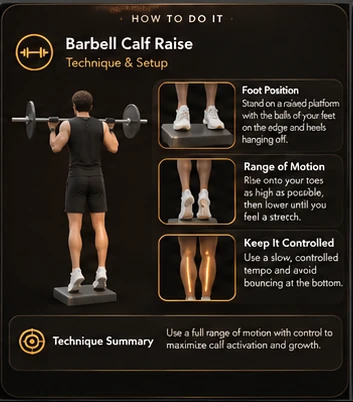 HOW TO DO IT
Barbell Calf Raise
Technique & Setup
Foot Position
Stand on a raised platform
with the balls of your feet
on the edge and heels
hanging off.
Range of Motion
Rise onto your toes
as high as possible,
then lower until you
feel a stretch.
Keep It Controlled
Use a slow, controlled
tempo and avoid
bouncing at the bottom.
Technique Summary
Use a full range of motion with control to
maximize calf activation and growth.